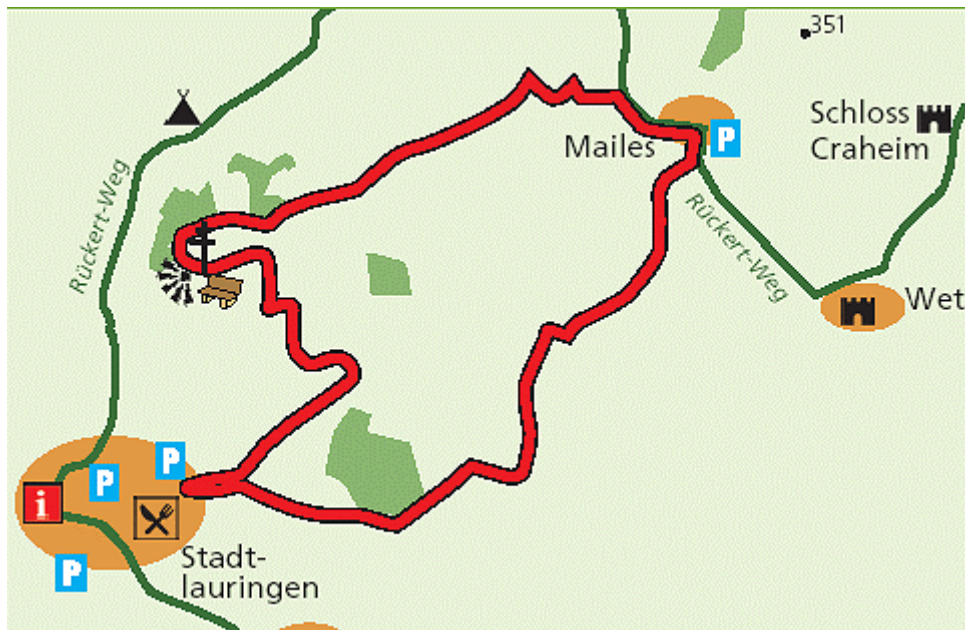 351
Schloss
Craheim
Mailes
P
Rückert-Weg
Rückert-Weg
Wet
P
P
i
P
Stadt-
lauringen